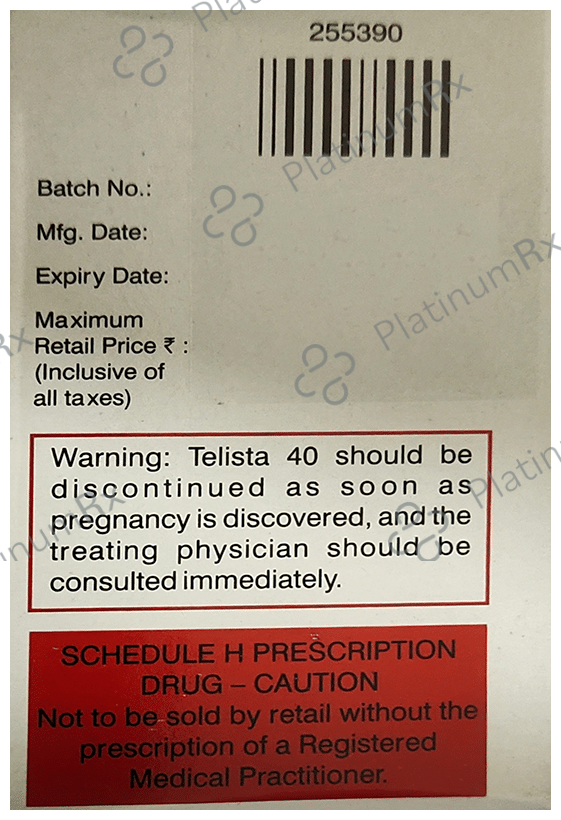 255390
Batch No.:
Mfg. Date:
Expiry Date:
Maximum
Retail Price ₹ :
(Inclusive of
all taxes)
Warning: Telista 40 should be
discontinued as soon as
pregnancy is discovered, and the
treating physician should be
consulted immediately.
SCHEDULE H PRESCRIPTION
DRUG – CAUTION
Not to be sold by retail without the
prescription of a Registered
Medical Practitioner.
PlatinumRx
PlatinumRx